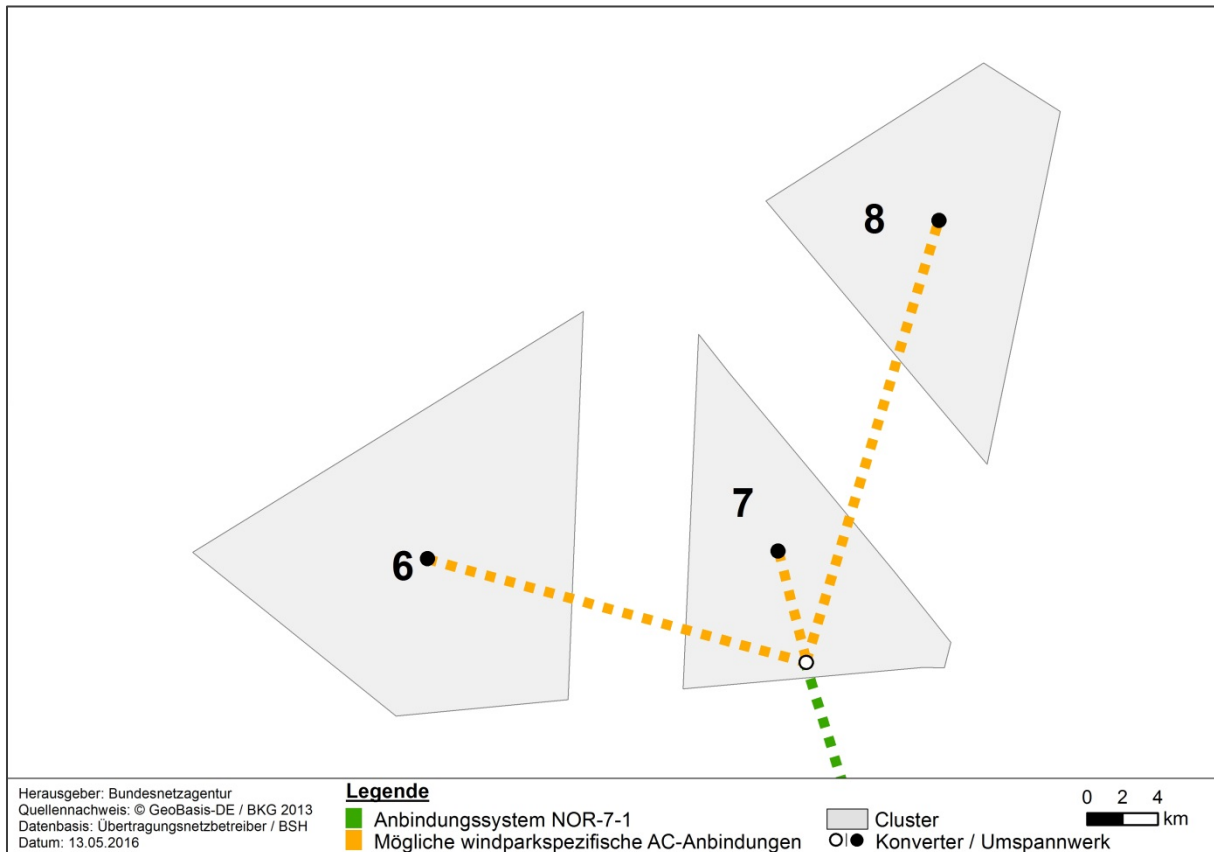 8
7
6
Herausgeber: Bundesnetzagentur
Quellennachweis: © GeoBasis-DE / BKG 2013
Datenbasis: Übertragungsnetzbetreiber / BSH
Datum: 13.05.2016
Legende
Anbindungssystem NOR-7-1
Mögliche windparkspezifische AC-Anbindungen
Cluster
Konverter / Umspannwerk
0 2 4
km